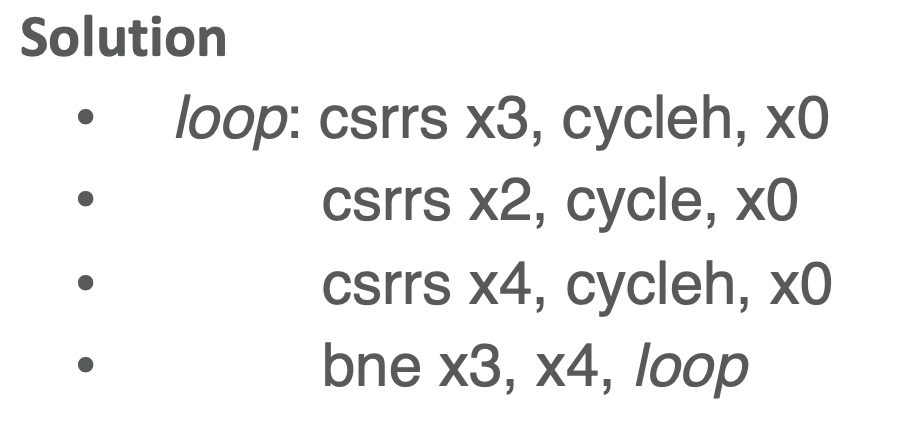 Solution
• loop: csrrs x3, cycleh, x0
• csrrs x2, cycle, x0
• csrrs x4, cycleh, x0
• bne x3, x4, loop